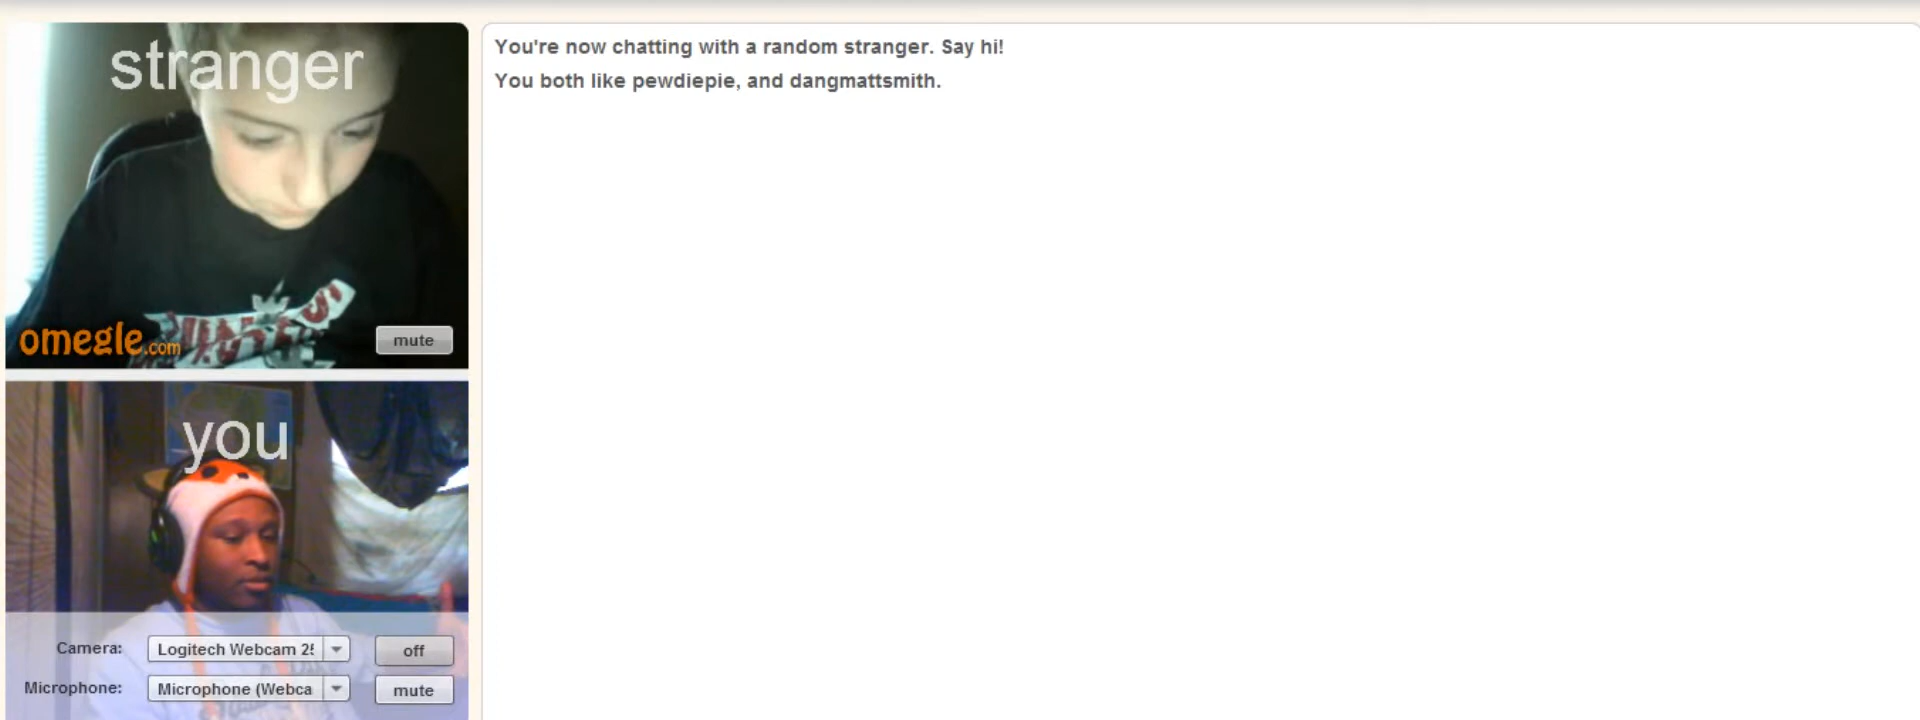 stranger
omegle.com
mute
you
Camera:
Logitech Webcam 2
off
Microphone:
Microphone (Webca
mute
You're now chatting with a random stranger. Say hi!
You both like pewdiepie, and dangmattsmith.